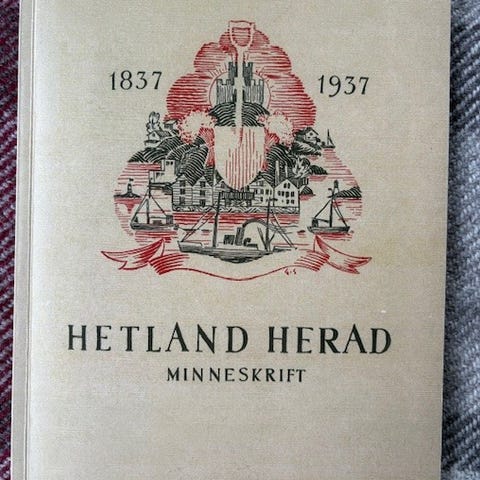 1837 1937
HETLAND HERAD
MINNESKRIFT